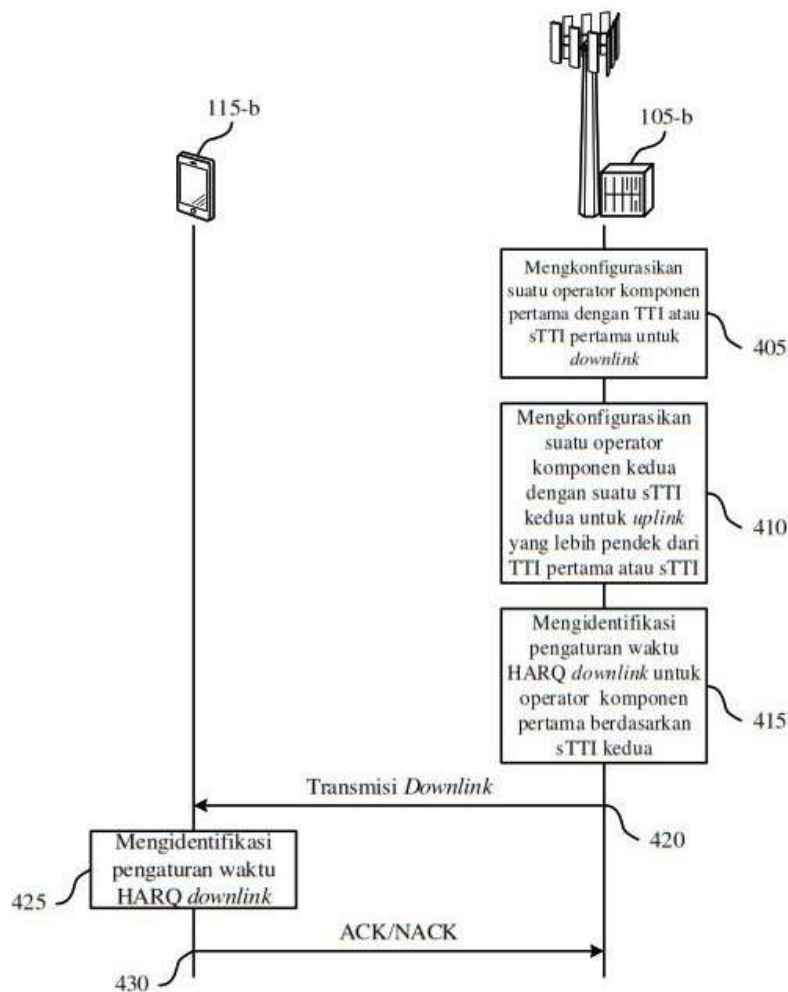 115-b
105-b
Mengkonfigurasikan
suatu operator komponen
pertama dengan TTI atau
sTTI pertama untuk
downlink
405
Mengkonfigurasikan
suatu operator
komponen kedua
dengan suatu sTTI
kedua untuk uplink
yang lebih pendek dari
TTI pertama atau sTTI
410
Mengidentifikasi
pengaturan waktu
HARQ downlink untuk
operator komponen
pertama berdasarkan
sTTI kedua
415
Transmisi Downlink
420
Mengidentifikasi
pengaturan waktu
HARQ downlink
425
ACK/NACK
430